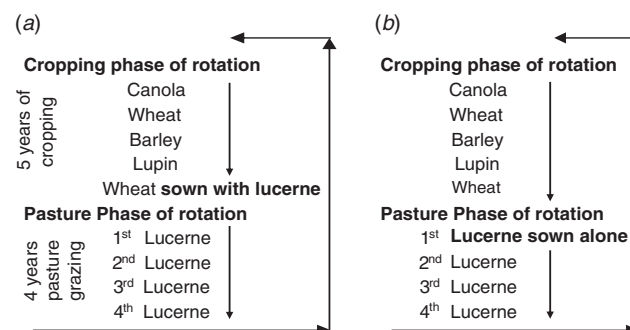 (a)
Cropping phase of rotation
5 years of
cropping
Canola
Wheat
Barley
Lupin
Wheat sown with lucerne
Pasture Phase of rotation
4 years
pasture
grazing
1st Lucerne
2nd Lucerne
3rd Lucerne
4th Lucerne
(b)
Cropping phase of rotation
Canola
Wheat
Barley
Lupin
Wheat
Pasture Phase of rotation
1st Lucerne sown alone
2nd Lucerne
3rd Lucerne
4th Lucerne